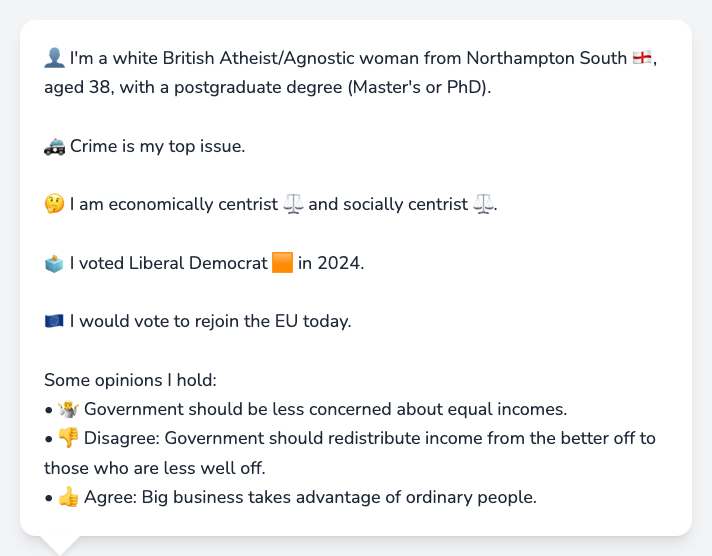 👤 I'm a white British Atheist/Agnostic woman from Northampton South 🏴󠁧󠁢󠁥󠁮󠁧󠁿,
aged 38, with a postgraduate degree (Master's or PhD).
🚓 Crime is my top issue.
🤔 I am economically centrist ⚖️ and socially centrist ⚖️.
🗳️ I voted Liberal Democrat 🟧 in 2024.
🇪🇺 I would vote to rejoin the EU today.
Some opinions I hold:
• 🤷 Government should be less concerned about equal incomes.
• 👎 Disagree: Government should redistribute income from the better off to
those who are less well off.
• 👍 Agree: Big business takes advantage of ordinary people.